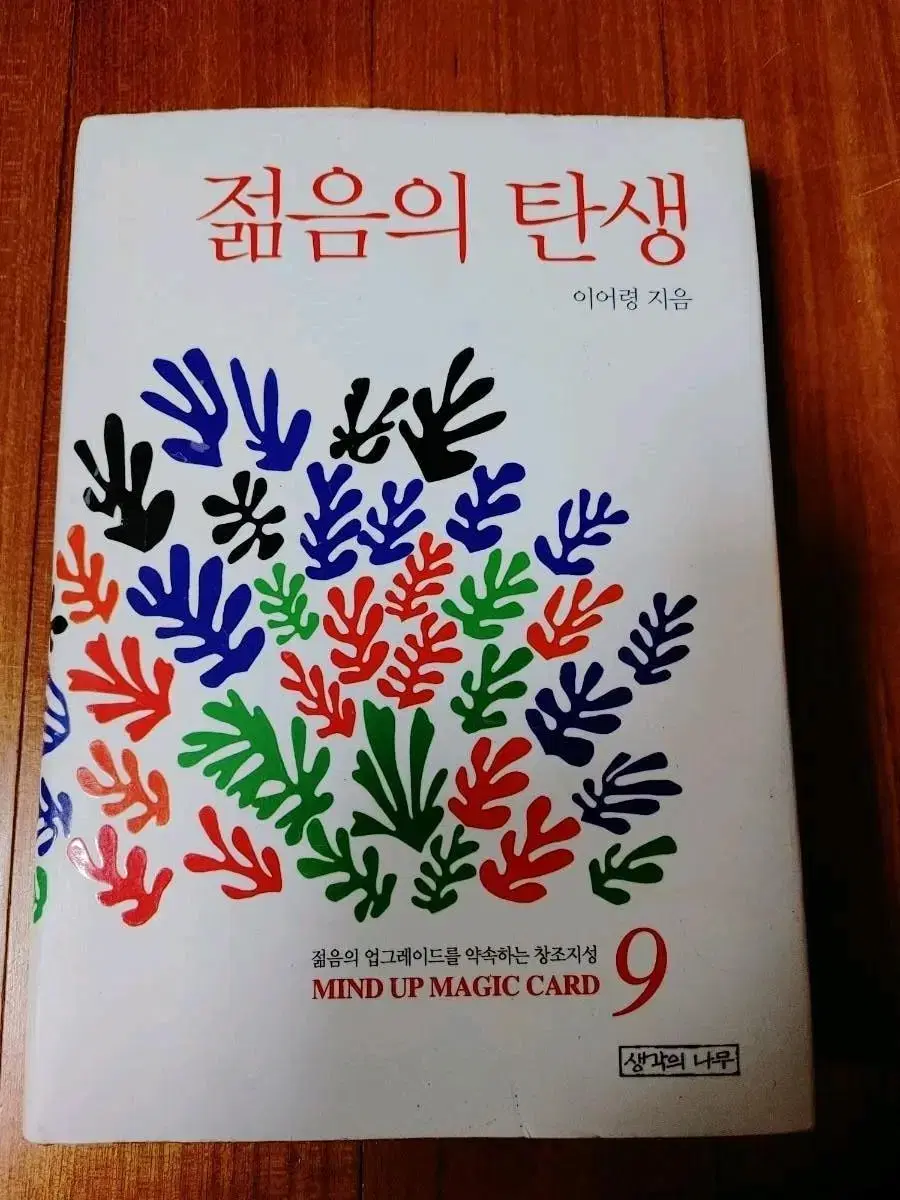 젊음의 탄생
이어령 지음
젊음의 업그레이드를 약속하는 창조지성
MIND UP MAGIC CARD 9
생각의 나무